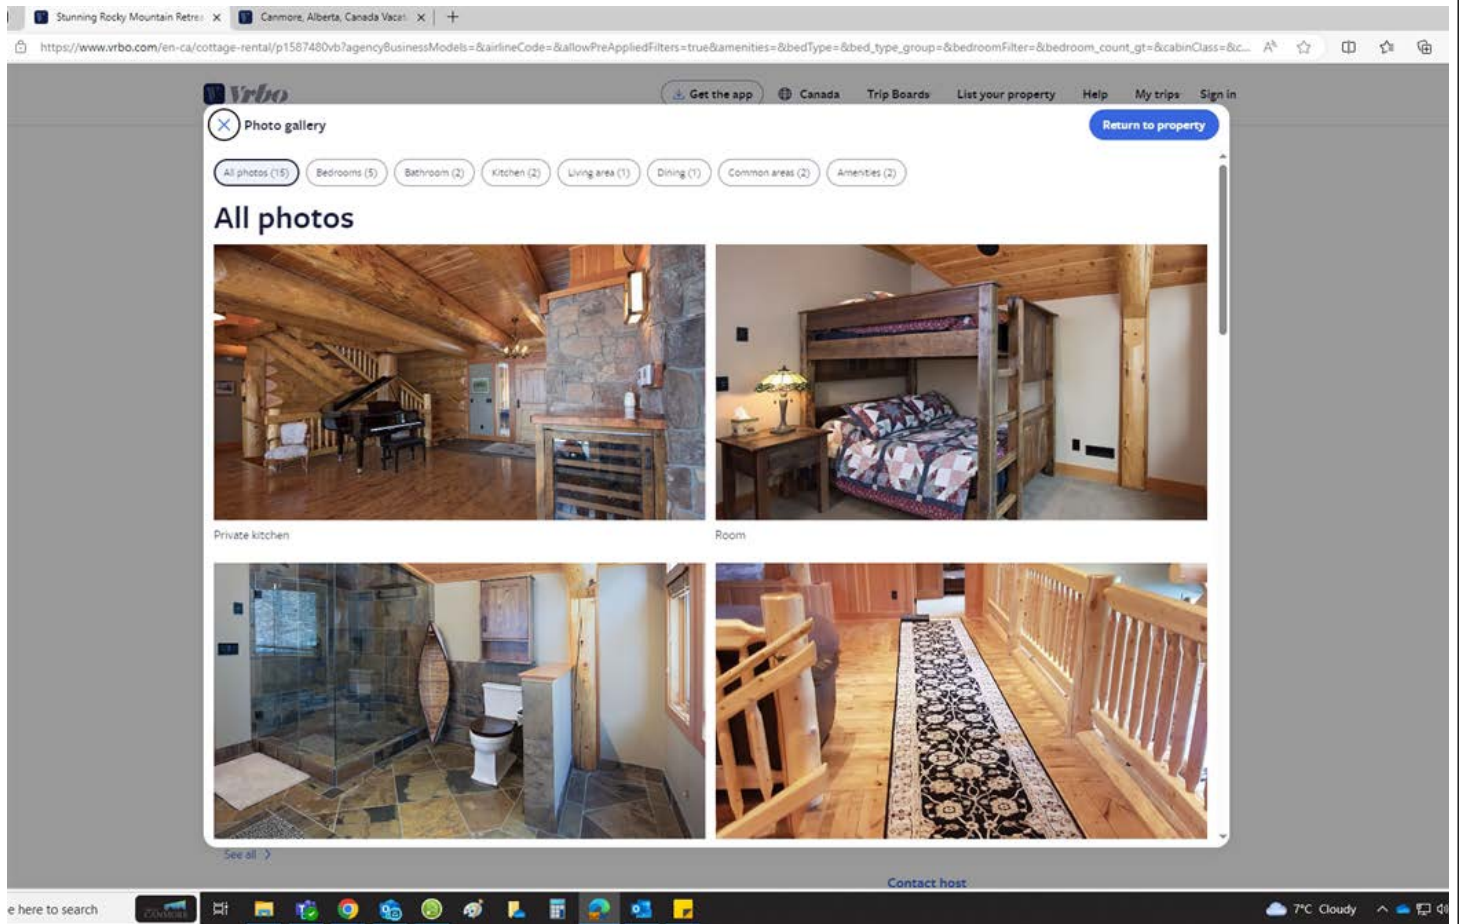 Stunning Rocky Mountain Retre
Canmore, Alberta, Canada Vacat
https://www.vrbo.com/en-ca/cottage-rental/p1587480vb?agencyBusinessModels=&airlineCode=&allowPreAppliedFilters=true&amenities=&bedType=&bed_type_group=&bedroomFilter=&bedroom_count_gt=&cabinClass=&c...
Vrbo
Get the app
Canada
Trip Boards
List your property
Help
My trips
Sign in
Photo gallery
Return to property
All photos (15)
Bedrooms (5)
Bathroom (2)
Kitchen (2)
Living area (1)
Dining (1)
Common areas (2)
Amenities (2)
All photos
Private kitchen
Room
See all
Contact host
e here to search
CANMORE
7°C Cloudy